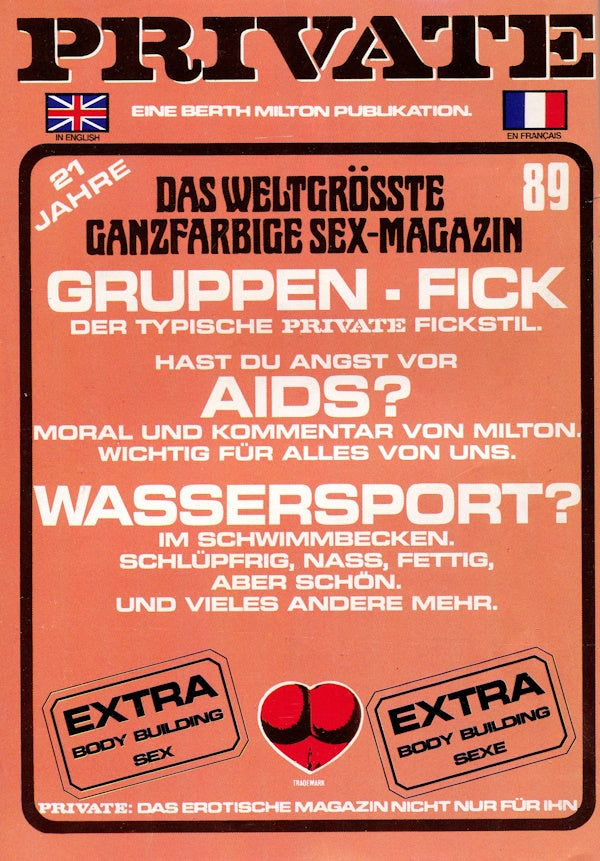 PRIVATE
IN ENGLISH
EINE BERTH MILTON PUBLIKATION.
EN FRANÇAIS
21 JAHRE
89
DAS WELTGRÖSSTE
GANZFARBIGE SEX-MAGAZIN
GRUPPEN - FICK
DER TYPISCHE PRIVATE FICKSTIL.
HAST DU ANGST VOR
AIDS?
MORAL UND KOMMENTAR VON MILTON.
WICHTIG FÜR ALLES VON UNS.
WASSERSPORT?
IM SCHWIMMBECKEN.
SCHLÜPFRIG, NASS, FETTIG,
ABER SCHÖN.
UND VIELES ANDERE MEHR.
EXTRA
BODY BUILDING
SEX
EXTRA
BODY BUILDING
SEXE
TRADEMARK
PRIVATE: DAS EROTISCHE MAGAZIN NICHT NUR FÜR IHN